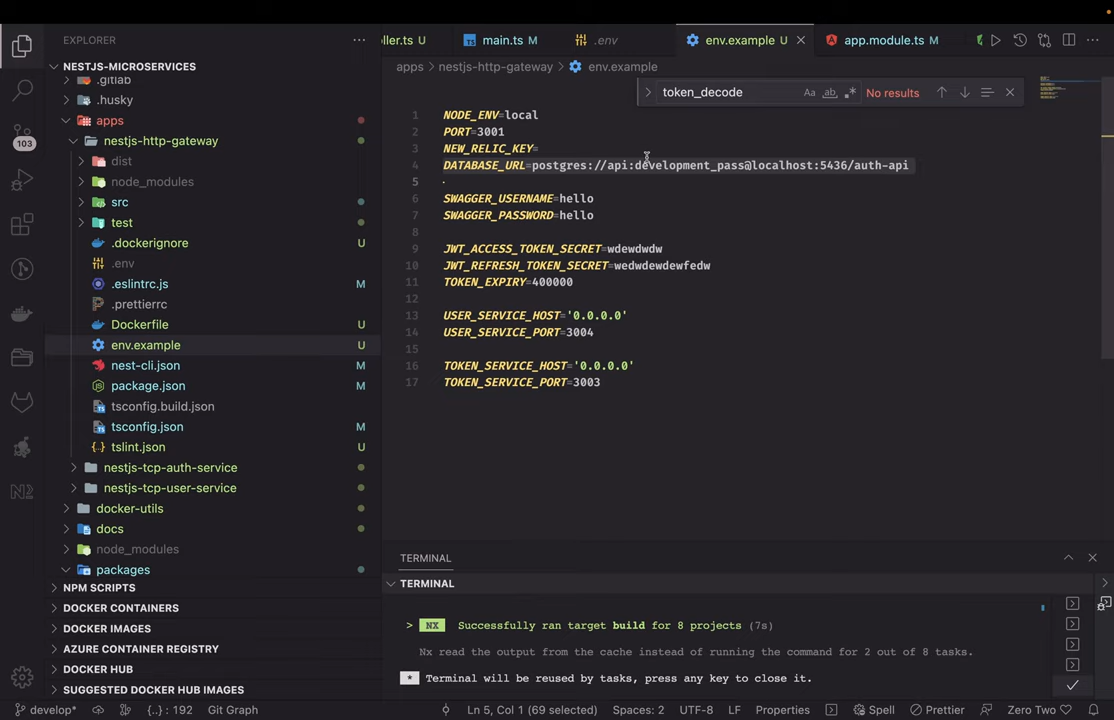 EXPLORER
NESTJS-MICROSERVICES
.gitlab
.husky
apps
nestjs-http-gateway
dist
node_modules
src
test
.dockerignore U
.env
.eslintrc.js M
.prettierrc
Dockerfile U
env.example U
nest-cli.json M
package.json M
tsconfig.build.json
tsconfig.json M
tslint.json U
nestjs-tcp-auth-service
nestjs-tcp-user-service
docker-utils
docs
node_modules
packages
NPM SCRIPTS
DOCKER CONTAINERS
DOCKER IMAGES
AZURE CONTAINER REGISTRY
DOCKER HUB
SUGGESTED DOCKER HUB IMAGES
103
ller.ts U
main.ts M
.env
env.example U
app.module.ts M
apps > nestjs-http-gateway > env.example
token_decode
Aa ab
No results
1 NODE_ENV=local
2 PORT=3001
3 NEW_RELIC_KEY=
4 DATABASE_URL=postgres://api:development_pass@localhost:5436/auth-api
5
6 SWAGGER_USERNAME=hello
7 SWAGGER_PASSWORD=hello
8
9 JWT_ACCESS_TOKEN_SECRET=wdewdwdw
10 JWT_REFRESH_TOKEN_SECRET=wedwdewdewfedw
11 TOKEN_EXPIRY=400000
12
13 USER_SERVICE_HOST='0.0.0.0'
14 USER_SERVICE_PORT=3004
15
16 TOKEN_SERVICE_HOST='0.0.0.0'
17 TOKEN_SERVICE_PORT=3003
TERMINAL
TERMINAL
> NX Successfully ran target build for 8 projects (7s)
Nx read the output from the cache instead of running the command for 2 out of 8 tasks.
* Terminal will be reused by tasks, press any key to close it.
develop* {..} : 192 Git Graph
Ln 5, Col 1 (69 selected) Spaces: 2 UTF-8 LF Properties Spell Prettier Zero Two